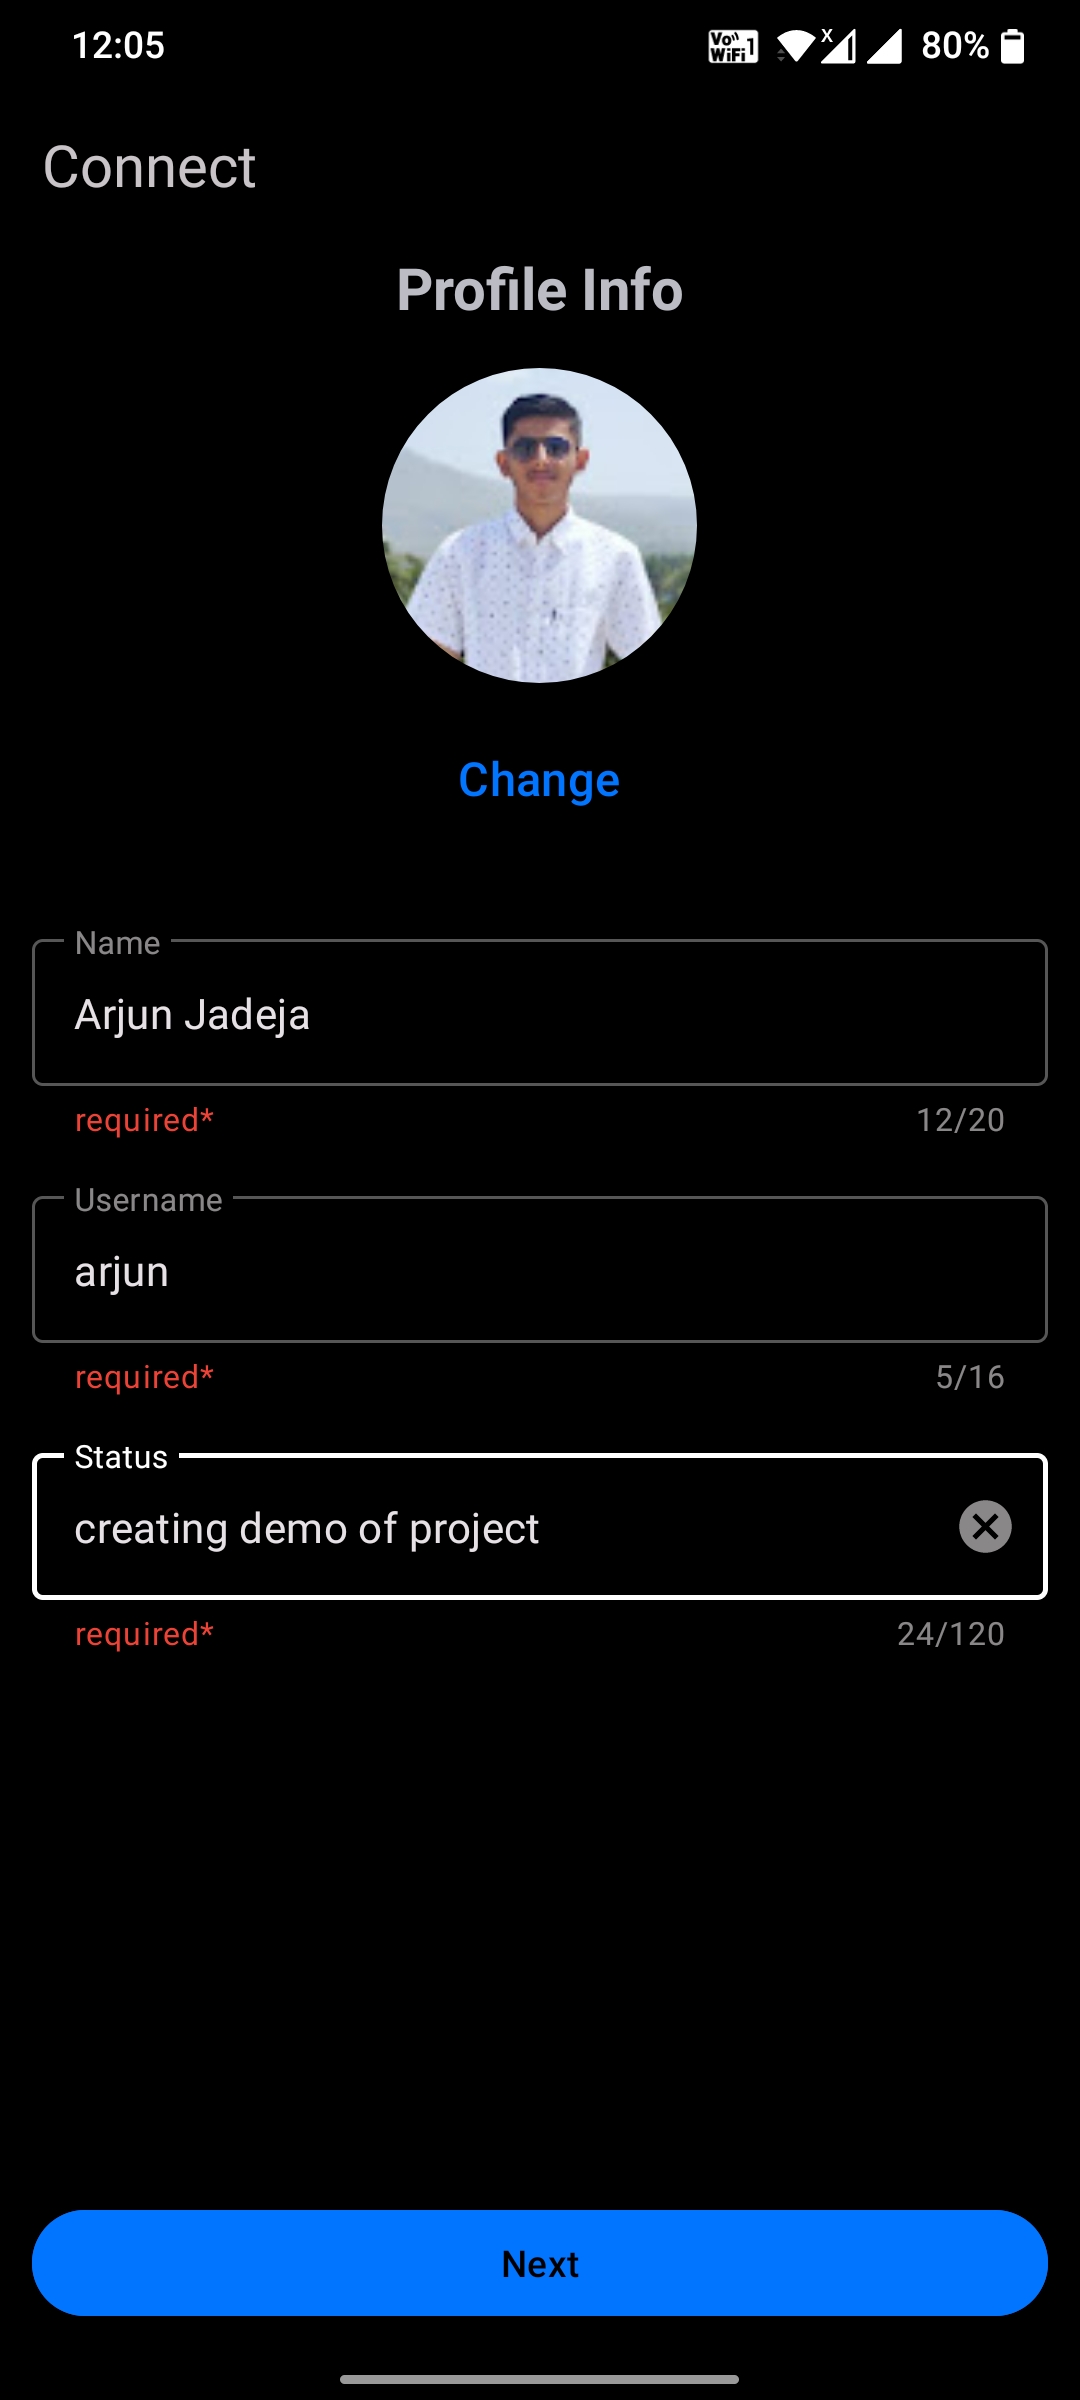 12:05 Vo WiFi 1 x 80%
Connect
Profile Info
Change
Name
Arjun Jadeja
required* 12/20
Username
arjun
required* 5/16
Status
creating demo of project
required* 24/120
Next